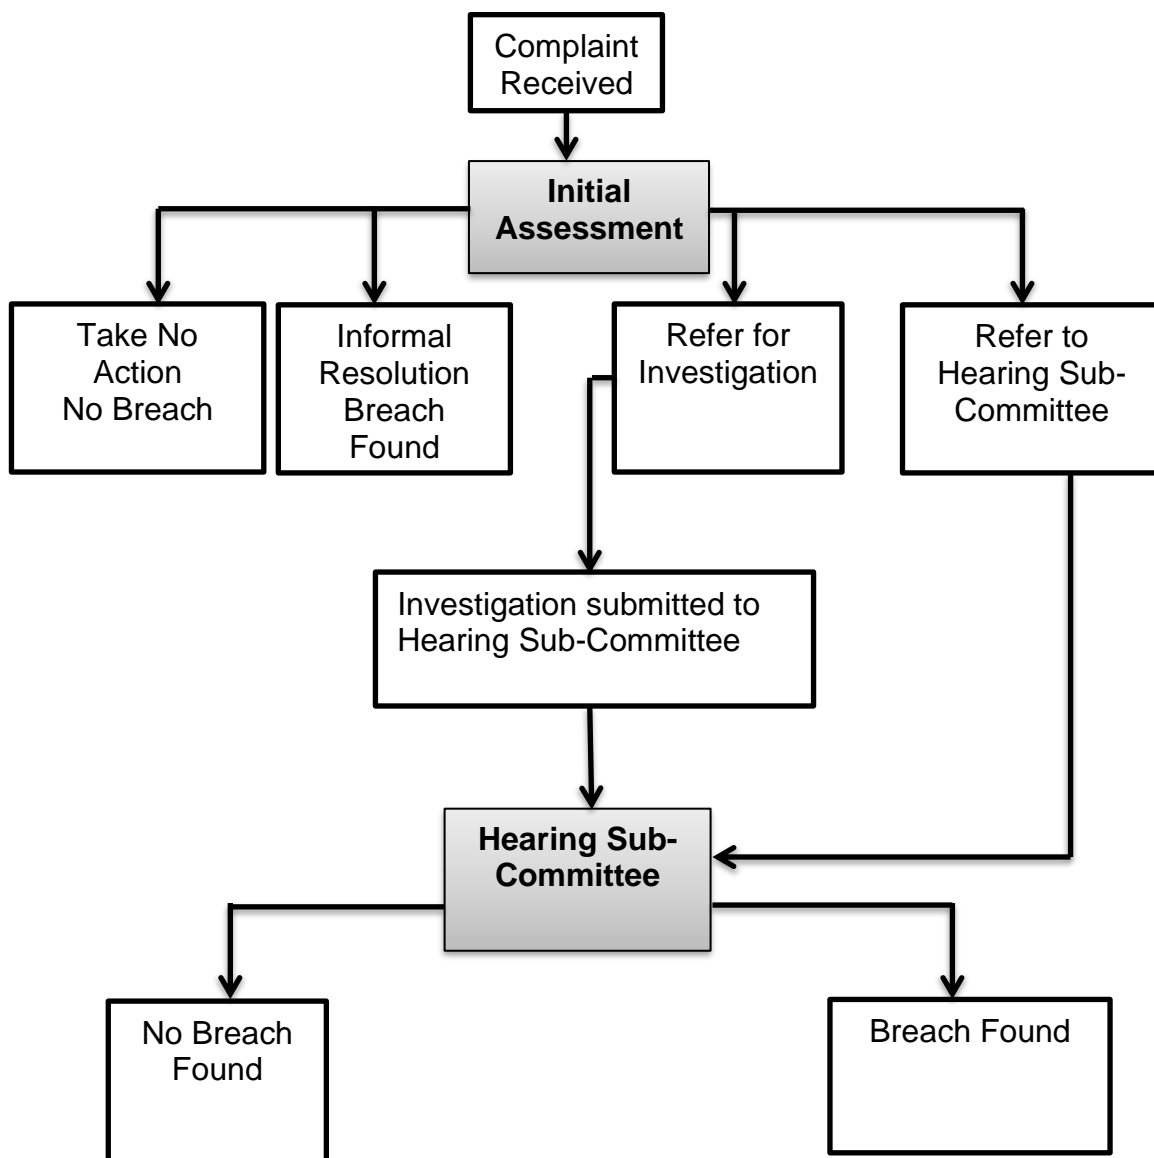 Complaint
Received
Initial
Assessment
Take No
Action
No Breach
Informal
Resolution
Breach
Found
Refer for
Investigation
Refer to
Hearing Sub-
Committee
Investigation submitted to
Hearing Sub-Committee
Hearing Sub-
Committee
No Breach
Found
Breach Found